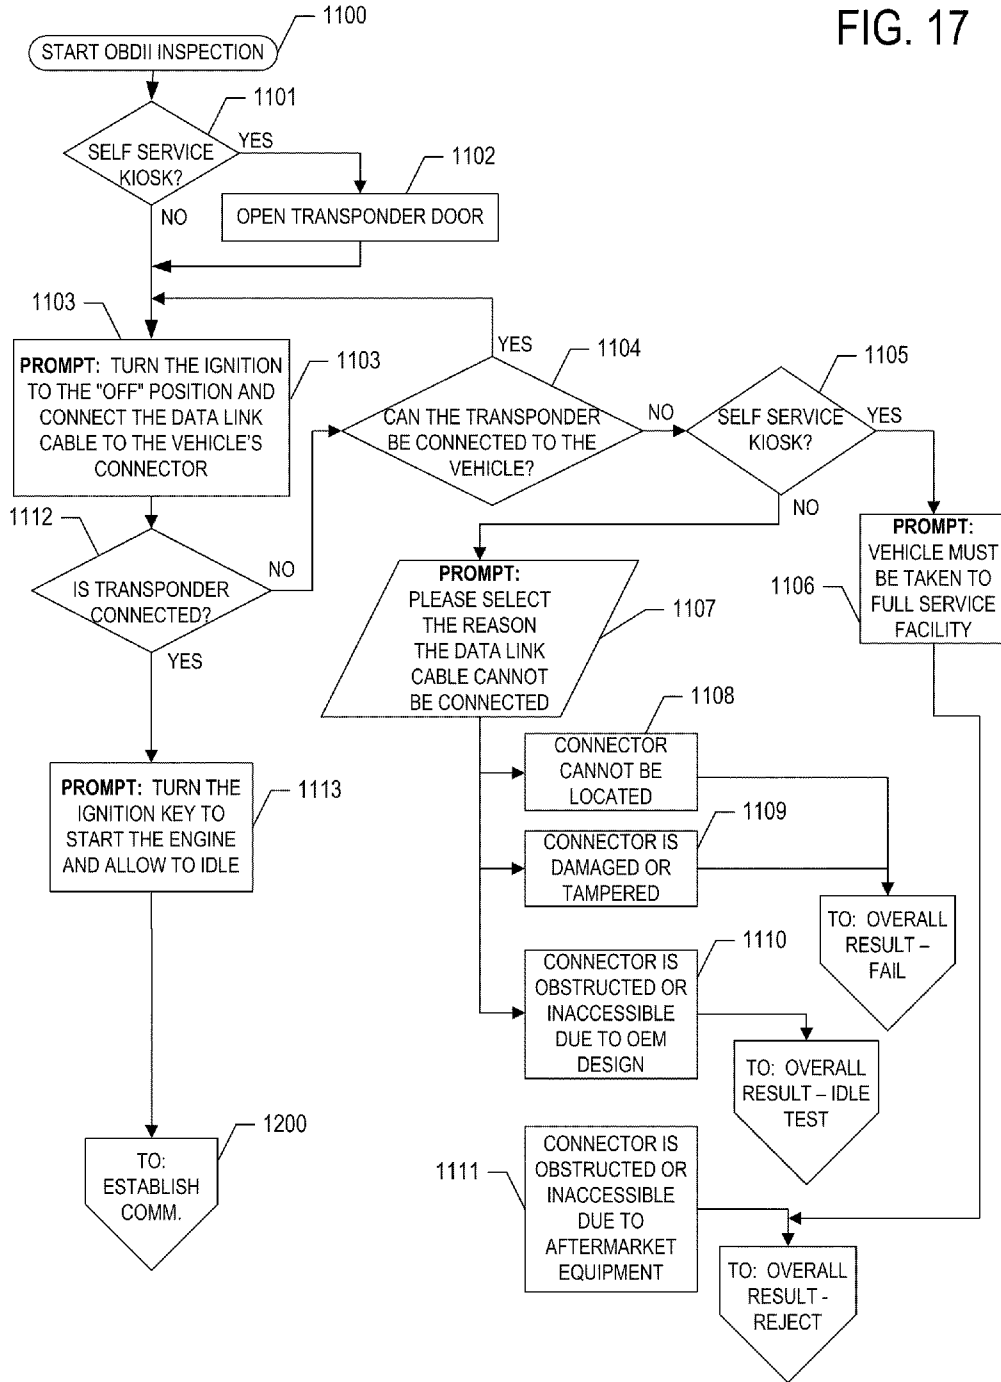 FIG. 17
1100
START OBDII INSPECTION
1101
SELF SERVICE
KIOSK?
YES
NO
1102
OPEN TRANSPONDER DOOR
1103
PROMPT: TURN THE IGNITION
TO THE "OFF" POSITION AND
CONNECT THE DATA LINK
CABLE TO THE VEHICLE'S
CONNECTOR
1103
YES
1104
CAN THE TRANSPONDER
BE CONNECTED TO THE
VEHICLE?
NO
1105
SELF SERVICE
KIOSK?
YES
NO
1112
IS TRANSPONDER
CONNECTED?
NO
YES
PROMPT:
VEHICLE MUST
BE TAKEN TO
FULL SERVICE
FACILITY
1106
PROMPT:
PLEASE SELECT
THE REASON
THE DATA LINK
CABLE CANNOT
BE CONNECTED
1107
1108
CONNECTOR
CANNOT BE
LOCATED
PROMPT: TURN THE
IGNITION KEY TO
START THE ENGINE
AND ALLOW TO IDLE
1113
1109
CONNECTOR IS
DAMAGED OR
TAMPERED
TO: OVERALL
RESULT –
FAIL
1110
CONNECTOR IS
OBSTRUCTED OR
INACCESSIBLE
DUE TO OEM
DESIGN
TO: OVERALL
RESULT – IDLE
TEST
1200
TO:
ESTABLISH
COMM.
1111
CONNECTOR IS
OBSTRUCTED OR
INACCESSIBLE
DUE TO
AFTERMARKET
EQUIPMENT
TO: OVERALL
RESULT -
REJECT